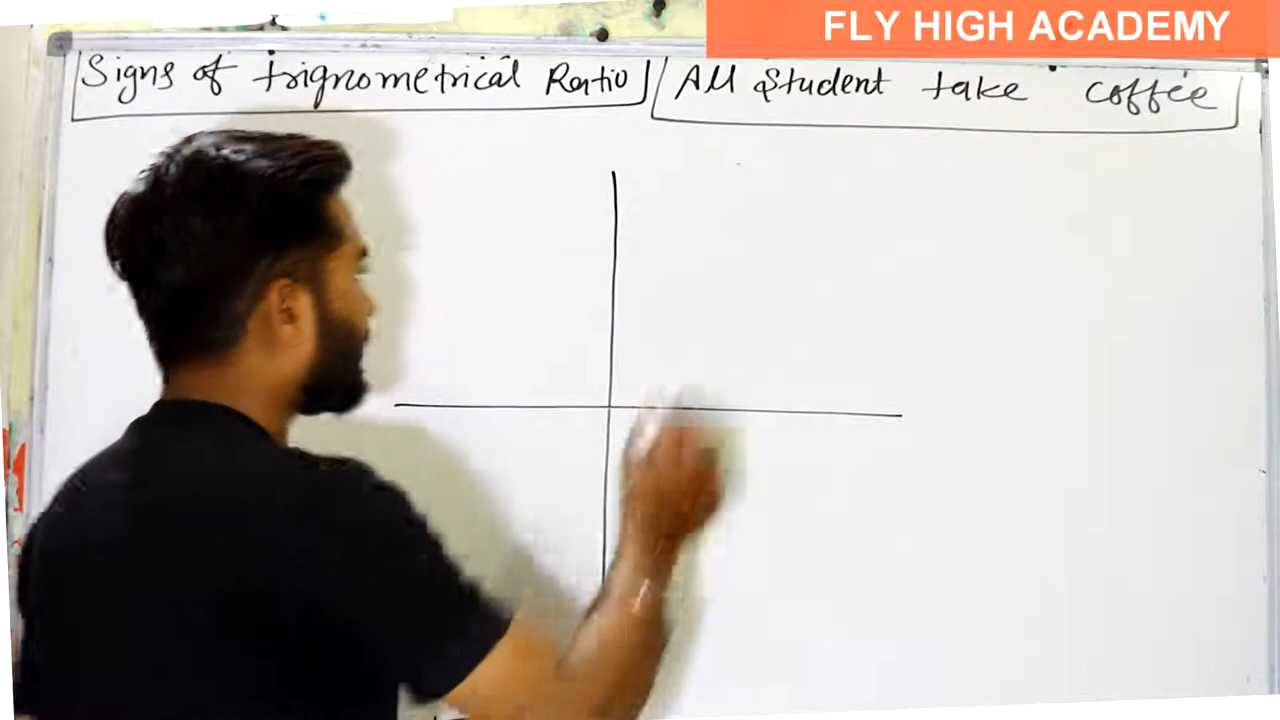 FLY HIGH ACADEMY
Signs of trignometrical Ratio
All Student take coffee